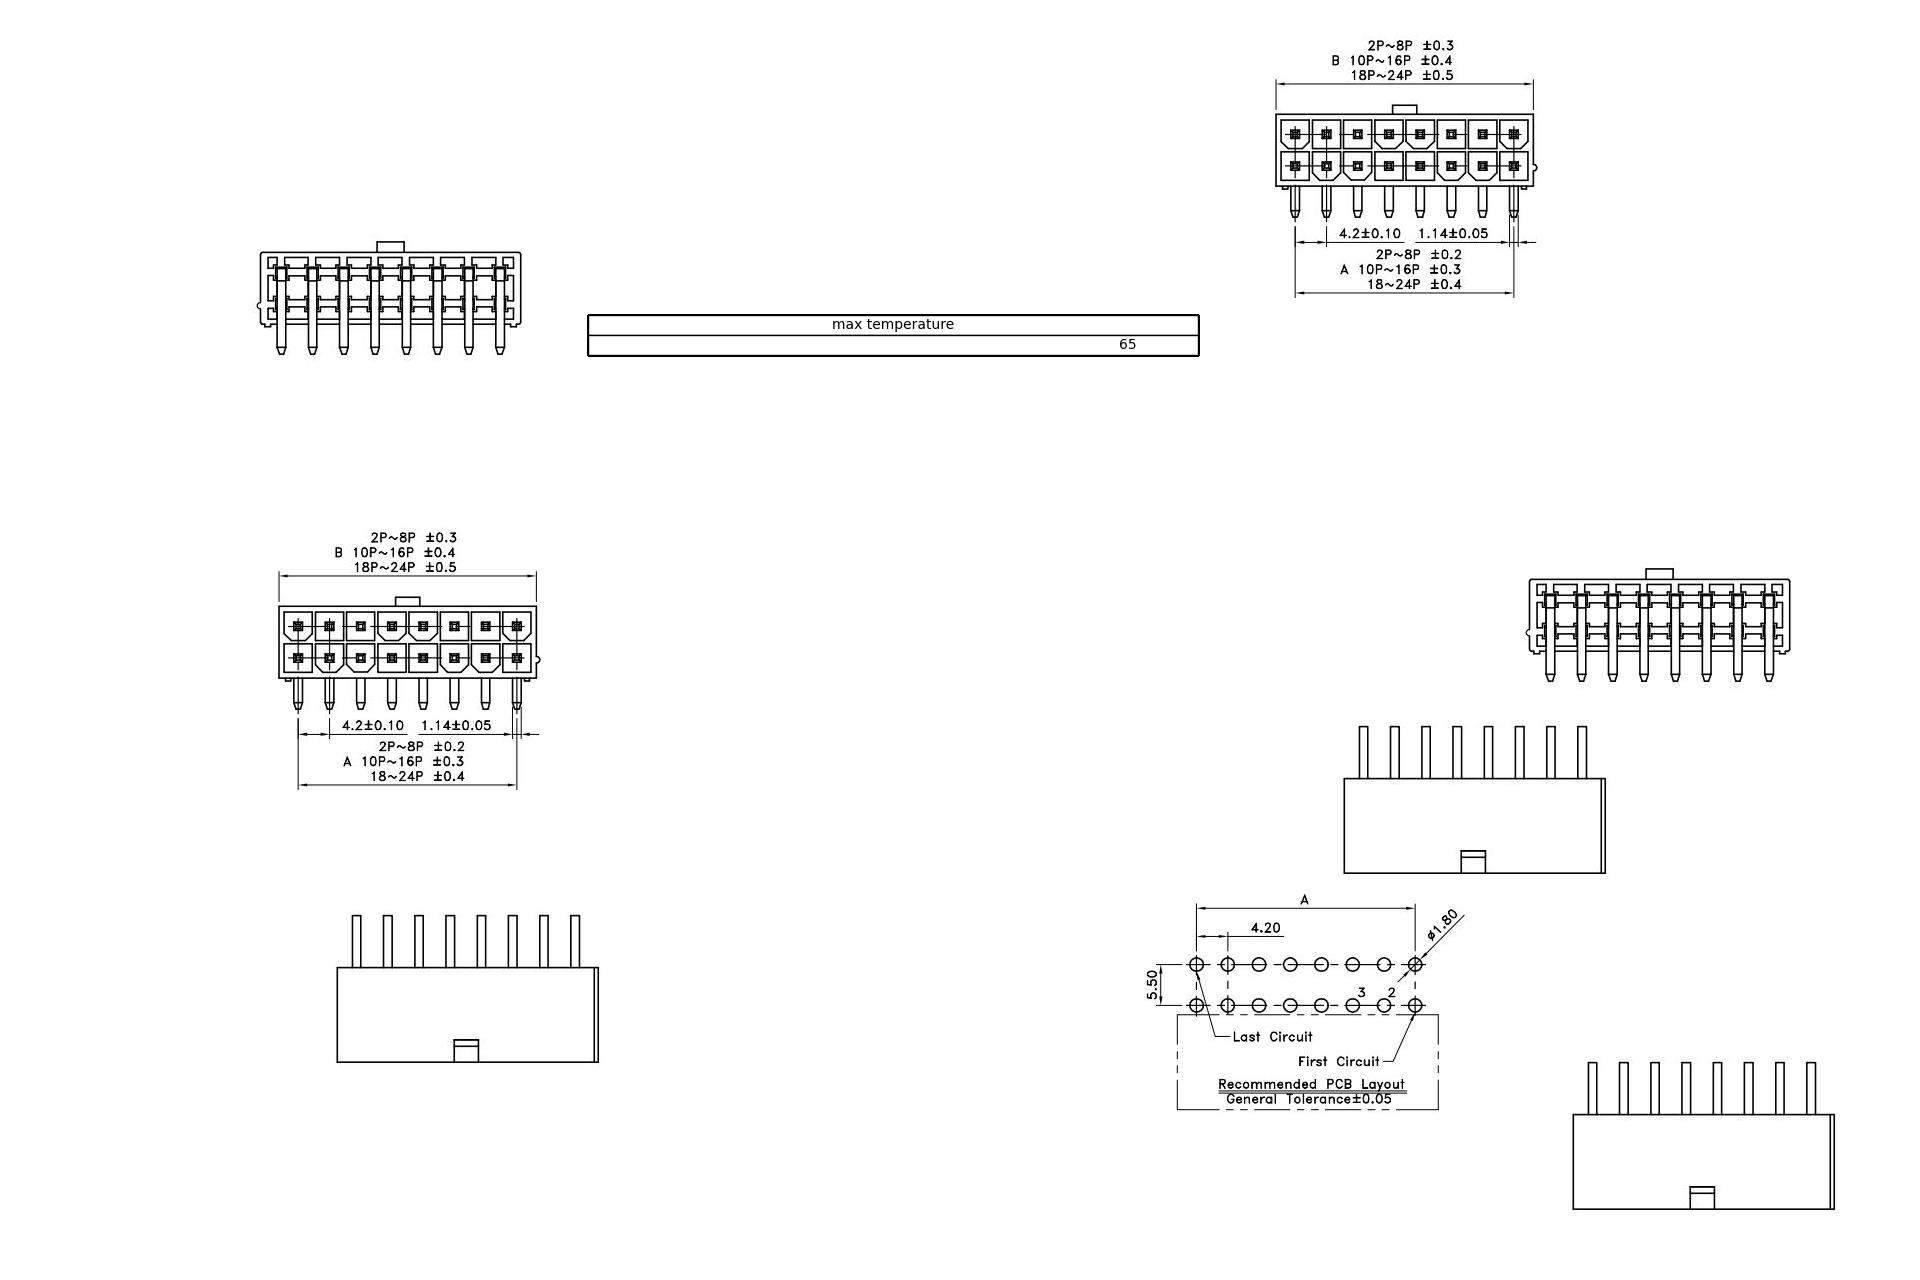 2P~8P ±0.3
B 10P~16P ±0.4
18P~24P ±0.5
4.2±0.10 1.14±0.05
2P~8P ±0.2
A 10P~16P ±0.3
18~24P ±0.4
max temperature
65
2P~8P ±0.3
B 10P~16P ±0.4
18P~24P ±0.5
4.2±0.10 1.14±0.05
2P~8P ±0.2
A 10P~16P ±0.3
18~24P ±0.4
A
4.20
ø1.80
5.50
3 2
Last Circuit
First Circuit
Recommended PCB Layout
General Tolerance±0.05